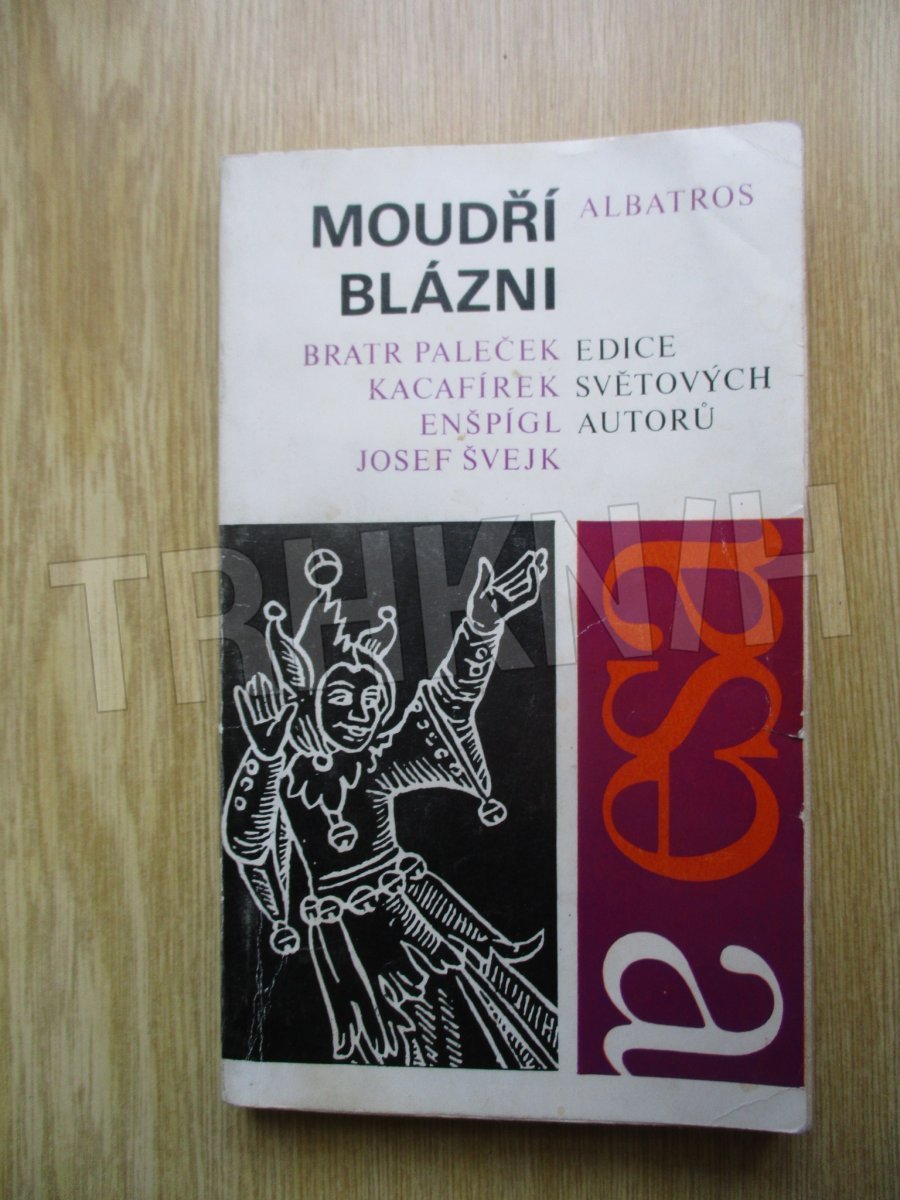 MOUDŘÍ
BLÁZNI
ALBATROS
BRATR PALEČEK
KACAFÍREK
ENŠPÍGL
JOSEF ŠVEJK
EDICE
SVĚTOVÝCH
AUTORŮ
esa
a
TRHKNIH